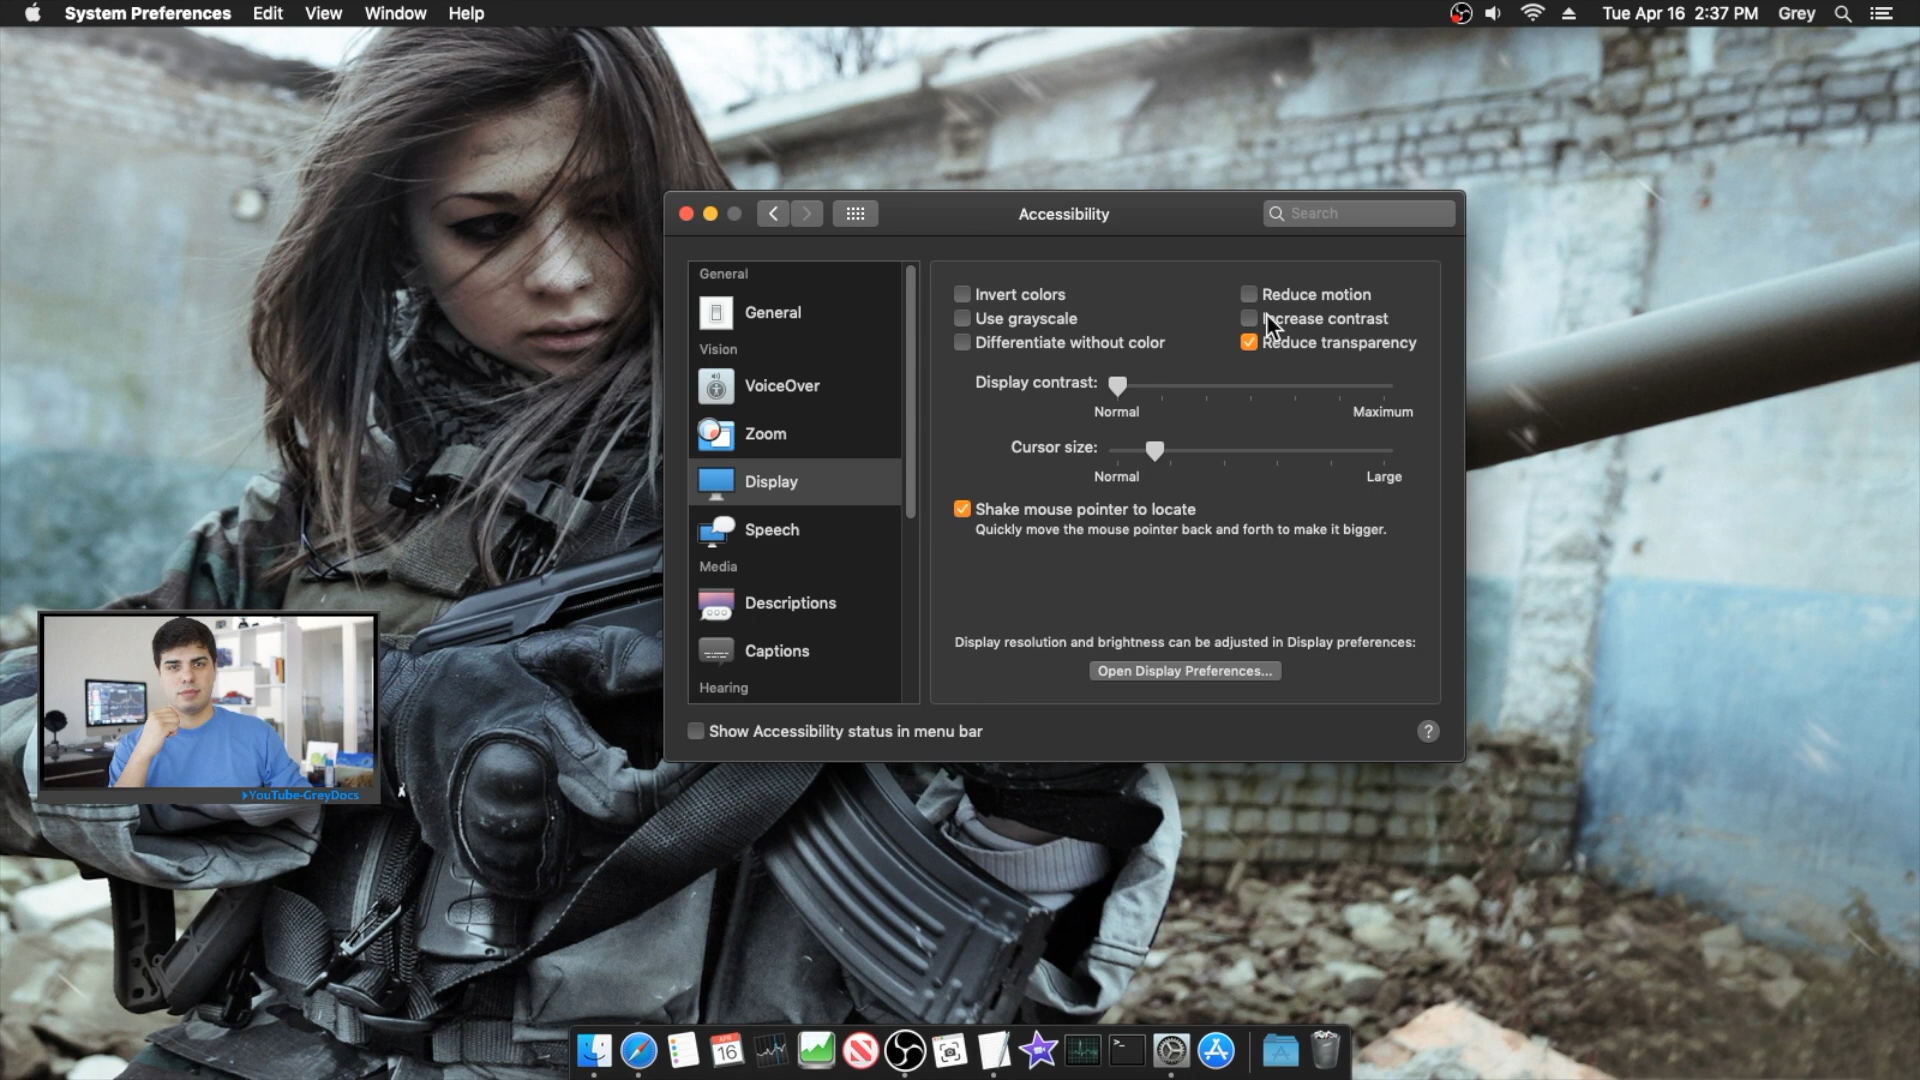 System Preferences Edit View Window Help
Tue Apr 16 2:37 PM Grey
Accessibility
Search
General
General
Vision
VoiceOver
Zoom
Display
Speech
Media
Descriptions
Captions
Hearing
Invert colors
Use grayscale
Differentiate without color
Reduce motion
Increase contrast
Reduce transparency
Display contrast:
Normal Maximum
Cursor size:
Normal Large
Shake mouse pointer to locate
Quickly move the mouse pointer back and forth to make it bigger.
Display resolution and brightness can be adjusted in Display preferences:
Open Display Preferences...
Show Accessibility status in menu bar
?
YouTube-GreyDocs
APR
16